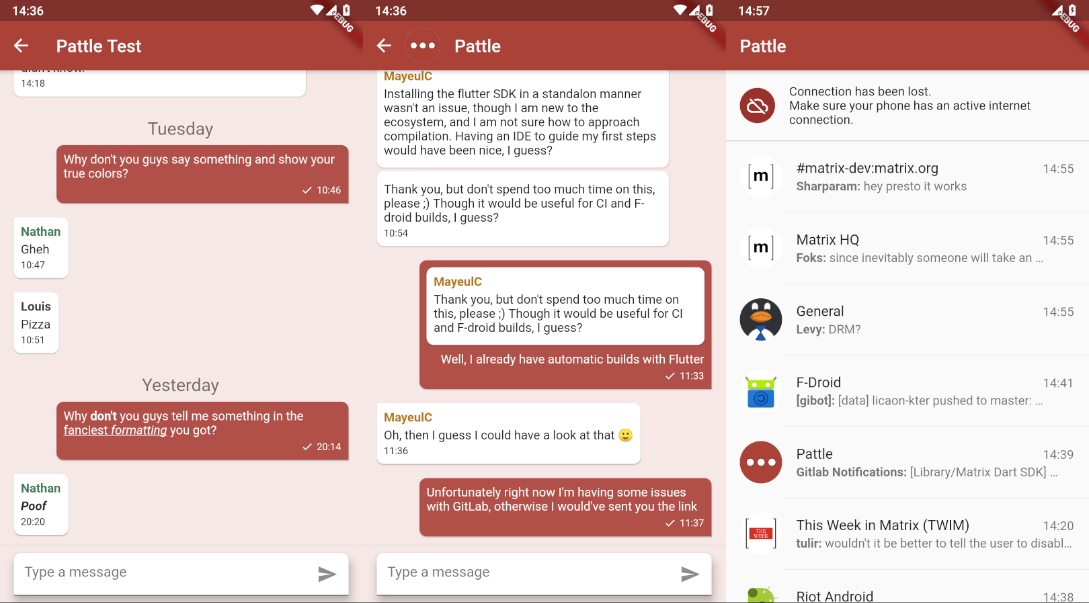 14:36
DEBUG
Pattle Test
didn't know.
14:18
Tuesday
Why don't you guys say something and show your
true colors?
10:46
Nathan
Gheh
10:47
Louis
Pizza
10:51
Yesterday
Why don't you guys tell me something in the
fanciest formatting you got?
20:14
Nathan
Poof
20:20
Type a message
14:36
DEBUG
Pattle
MayeulC
Installing the flutter SDK in a standalon manner
wasn't an issue, though I am new to the
ecosystem, and I am not sure how to approach
compilation. Having an IDE to guide my first steps
would have been nice, I guess?
Thank you, but don't spend too much time on this,
please ;) Though it would be useful for CI and F-
droid builds, I guess?
10:54
MayeulC
Thank you, but don't spend too much time on
this, please ;) Though it would be useful for CI
and F-droid builds, I guess?
Well, I already have automatic builds with Flutter
11:33
MayeulC
Oh, then I guess I could have a look at that 🙂
11:36
Unfortunately right now I'm having some issues
with GitLab, otherwise I would've sent you the link
11:37
Type a message
14:57
DEBUG
Pattle
Connection has been lost.
Make sure your phone has an active internet
connection.
[m]
#matrix-dev:matrix.org
14:55
Sharparam: hey presto it works
[m]
Matrix HQ
14:55
Foks: since inevitably someone will take an ...
General
14:55
Levy: DRM?
F-Droid
14:41
[gibot]: [data] licaon-kter pushed to master: ...
Pattle
14:39
Gitlab Notifications: [Library/Matrix Dart SDK] ...
THIS WEEK
This Week in Matrix (TWIM)
14:20
tulir: wouldn't it be better to tell the user to disabl...
Riot Android
14:38